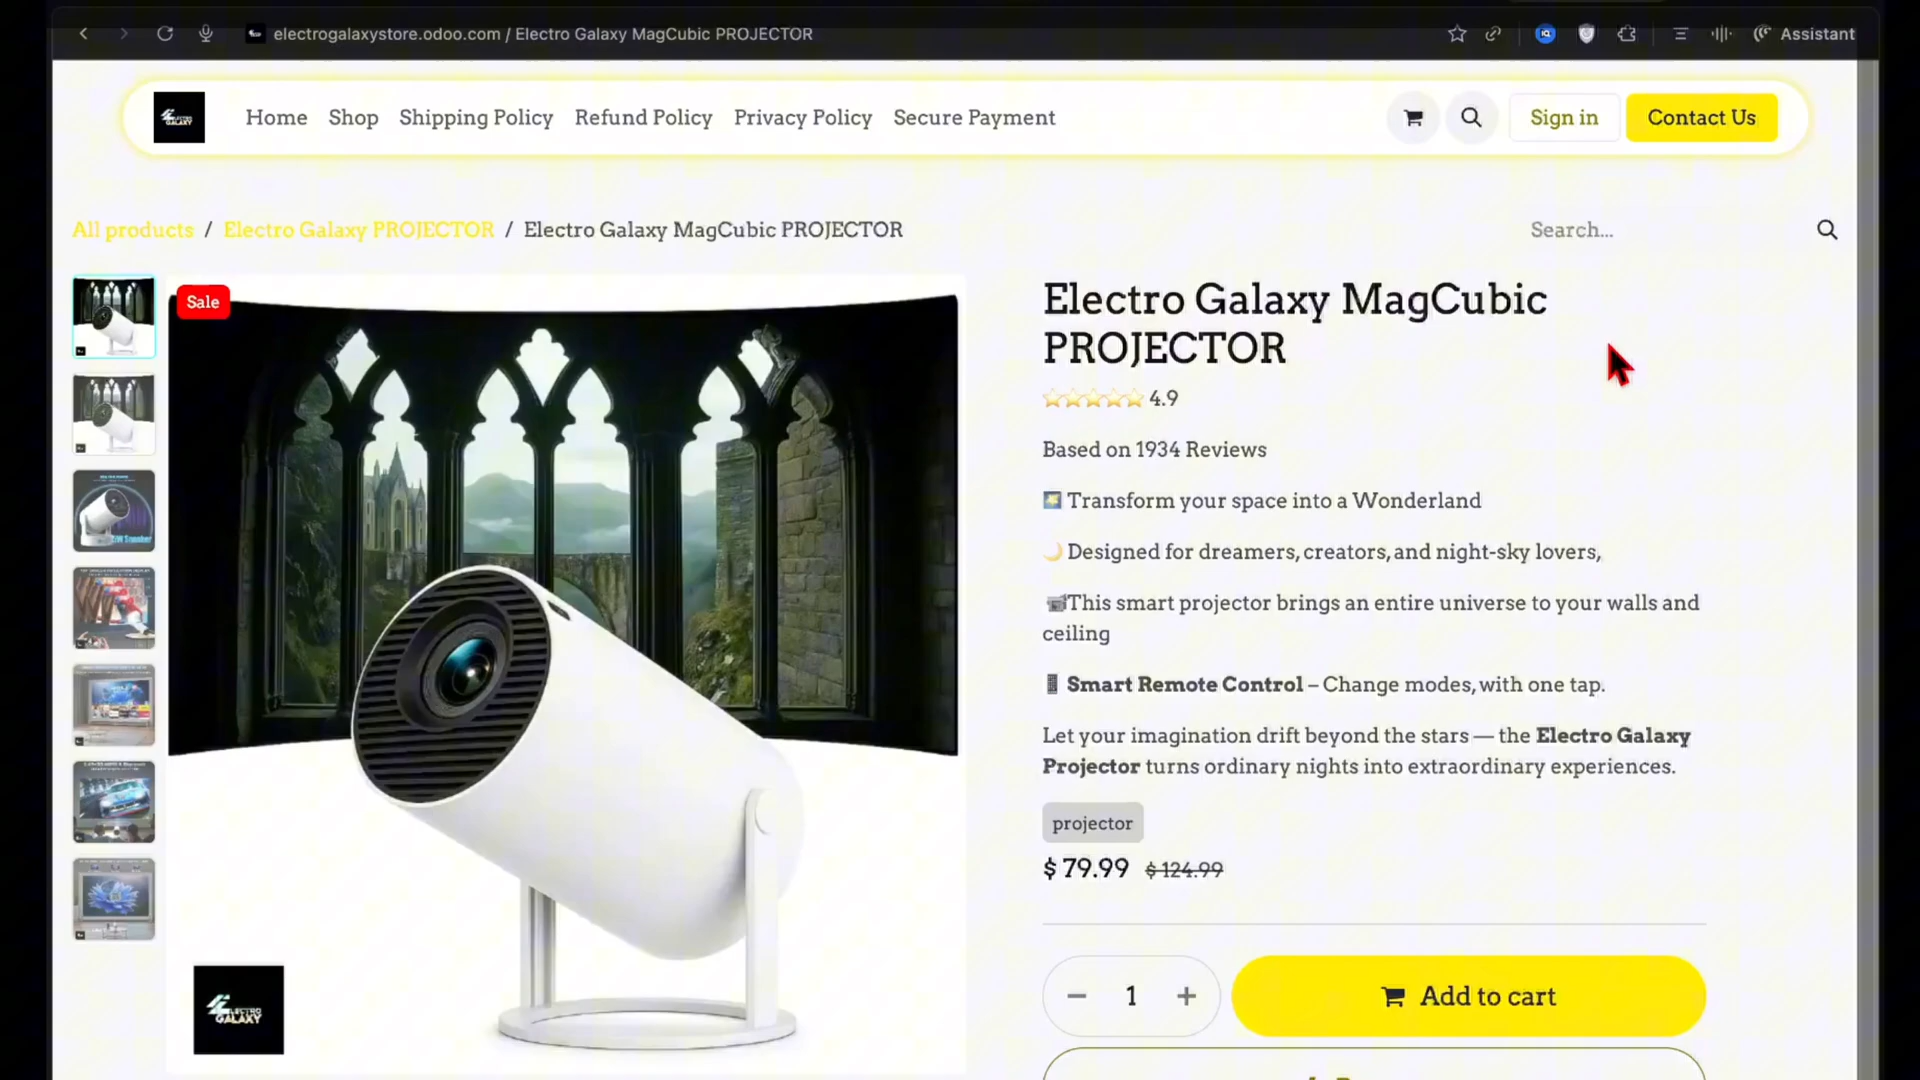 electrogalaxystore.odoo.com / Electro Galaxy MagCubic PROJECTOR
Assistant
Home
Shop
Shipping Policy
Refund Policy
Privacy Policy
Secure Payment
Sign in
Contact Us
All products / Electro Galaxy PROJECTOR / Electro Galaxy MagCubic PROJECTOR
Search...
Sale
Electro Galaxy MagCubic
PROJECTOR
4.9
Based on 1934 Reviews
Transform your space into a Wonderland
Designed for dreamers, creators, and night-sky lovers,
This smart projector brings an entire universe to your walls and
ceiling
Smart Remote Control – Change modes, with one tap.
Let your imagination drift beyond the stars — the Electro Galaxy
Projector turns ordinary nights into extraordinary experiences.
projector
$ 79.99 $ 124.99
1
Add to cart
ELECTRO
GALAXY